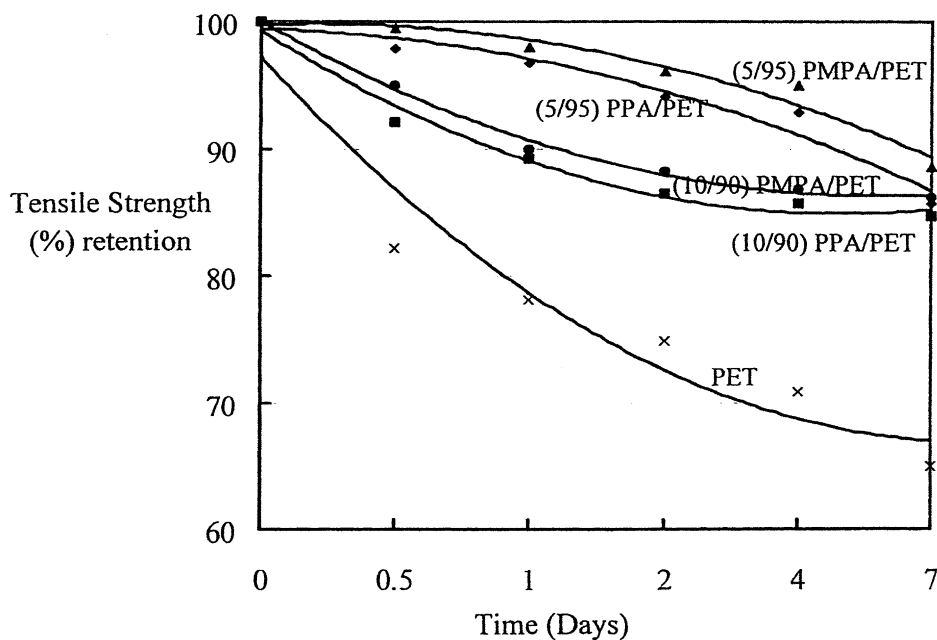 100
90
80
70
60
Tensile Strength
(%) retention
(5/95) PMPA/PET
(5/95) PPA/PET
(10/90) PMPA/PET
(10/90) PPA/PET
PET
0 0.5 1 2 4 7
Time (Days)